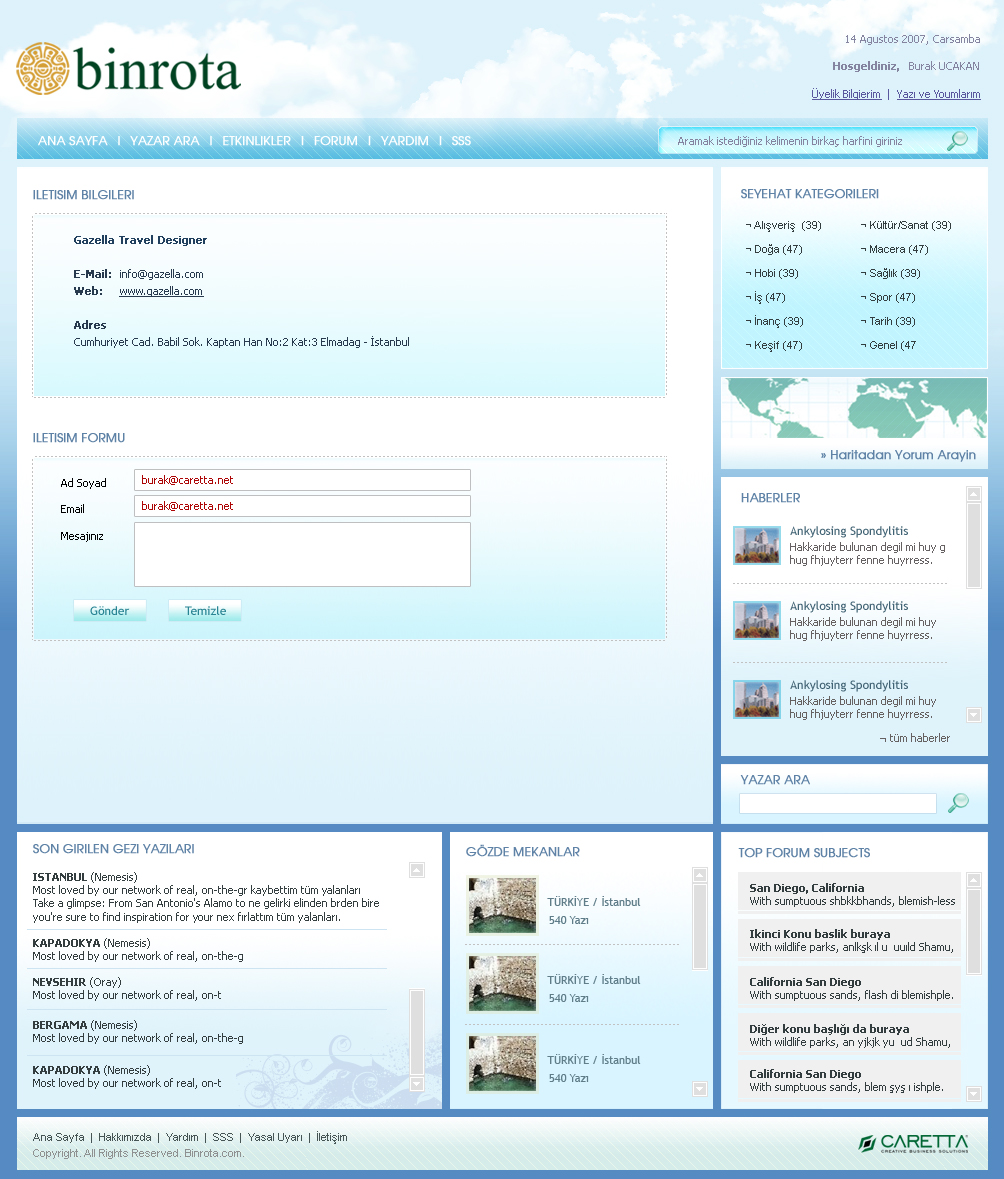 binrota
14 Agustos 2007, Carsamba
Hosgeldiniz, Burak UCAKAN
Üyelik Bilgierim | Yazı ve Youmlarım
ANA SAYFA | YAZAR ARA | ETKINLIKLER | FORUM | YARDIM | SSS
Aramak istediğiniz kelimenin birkaç harfini giriniz
ILETISIM BILGILERI
Gazella Travel Designer
E-Mail: info@gazella.com
Web: www.gazella.com
Adres
Cumhuriyet Cad. Babil Sok. Kaptan Han No:2 Kat:3 Elmadag - İstanbul
ILETISIM FORMU
Ad Soyad burak@caretta.net
Email burak@caretta.net
Mesajınız
Gönder Temizle
SEYEHAT KATEGORILERI
¬ Alışveriş (39) ¬ Kültür/Sanat (39)
¬ Doğa (47) ¬ Macera (47)
¬ Hobi (39) ¬ Sağlık (39)
¬ İş (47) ¬ Spor (47)
¬ İnanç (39) ¬ Tarih (39)
¬ Keşif (47) ¬ Genel (47
» Haritadan Yorum Arayin
HABERLER
Ankylosing Spondylitis
Hakkaride bulunan degil mi huy g
hug fhjuyterr fenne huyrress.
Ankylosing Spondylitis
Hakkaride bulunan degil mi huy
hug fhjuyterr fenne huyrress.
Ankylosing Spondylitis
Hakkaride bulunan degil mi huy
hug fhjuyterr fenne huyrress.
¬ tüm haberler
YAZAR ARA
SON GIRILEN GEZI YAZILARI
ISTANBUL (Nemesis)
Most loved by our network of real, on-the-gr kaybettim tüm yalanları
Take a glimpse: From San Antonio's Alamo to ne gelirki elinden brden bire
you're sure to find inspiration for your nex fırlattım tüm yalanları.
KAPADOKYA (Nemesis)
Most loved by our network of real, on-the-g
NEVSEHIR (Oray)
Most loved by our network of real, on-t
BERGAMA (Nemesis)
Most loved by our network of real, on-the-g
KAPADOKYA (Nemesis)
Most loved by our network of real, on-t
GÖZDE MEKANLAR
TÜRKİYE / İstanbul
540 Yazı
TÜRKİYE / İstanbul
540 Yazı
TÜRKİYE / İstanbul
540 Yazı
TOP FORUM SUBJECTS
San Diego, California
With sumptuous shbkkbhands, blemish-less
Ikinci Konu baslik buraya
With wildlife parks, anlkşk ıl u uuıld Shamu,
California San Diego
With sumptuous sands, flash di blemishple.
Diğer konu başlığı da buraya
With wildlife parks, an yjkjk yu ud Shamu,
California San Diego
With sumptuous sands, blem şyş ı ishple.
Ana Sayfa | Hakkımızda | Yardım | SSS | Yasal Uyarı | İletişim
Copyright. All Rights Reserved. Binrota.com.
CARETTA
CREATIVE BUSINESS SOLUTIONS